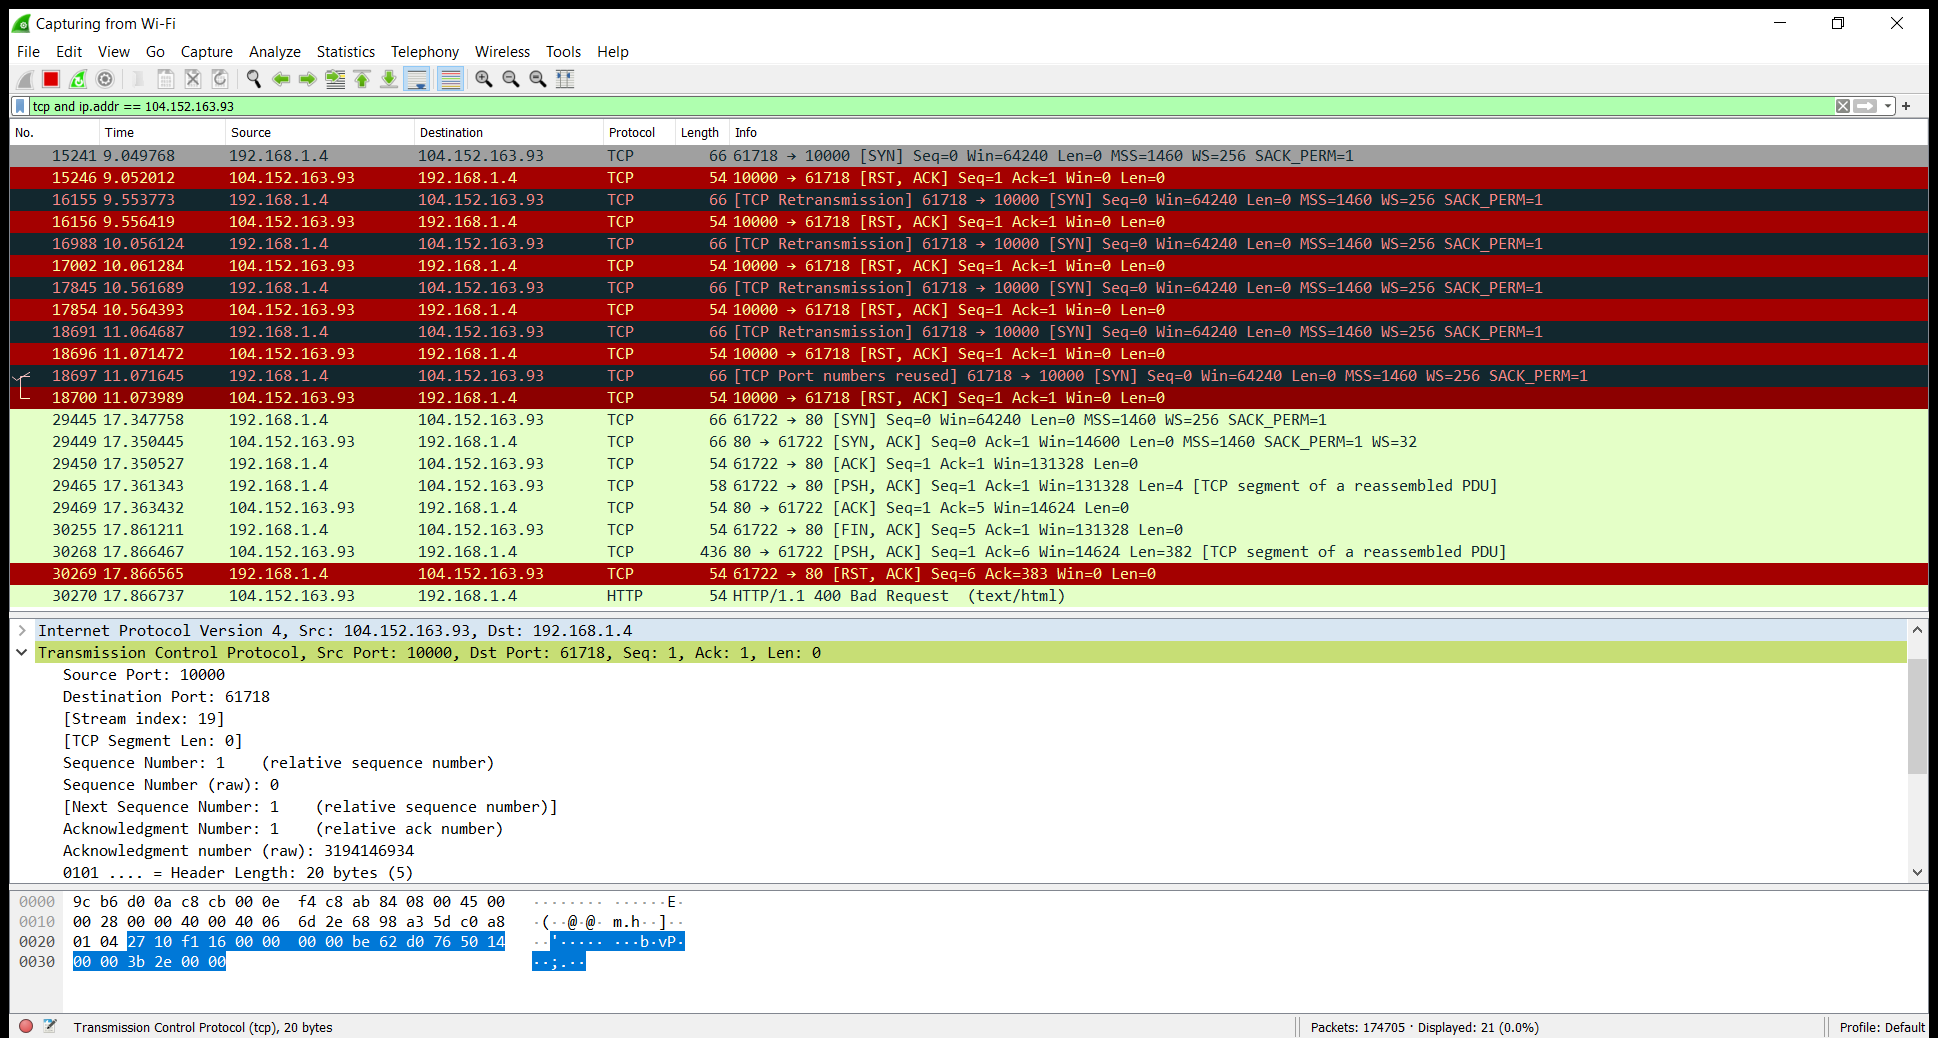 Capturing from Wi-Fi
File Edit View Go Capture Analyze Statistics Telephony Wireless Tools Help
tcp and ip.addr == 104.152.163.93
No. Time Source Destination Protocol Length Info
15241 9.049768 192.168.1.4 104.152.163.93 TCP 66 61718 → 10000 [SYN] Seq=0 Win=64240 Len=0 MSS=1460 WS=256 SACK_PERM=1
15246 9.052012 104.152.163.93 192.168.1.4 TCP 54 10000 → 61718 [RST, ACK] Seq=1 Ack=1 Win=0 Len=0
16155 9.553773 192.168.1.4 104.152.163.93 TCP 66 [TCP Retransmission] 61718 → 10000 [SYN] Seq=0 Win=64240 Len=0 MSS=1460 WS=256 SACK_PERM=1
16156 9.556419 104.152.163.93 192.168.1.4 TCP 54 10000 → 61718 [RST, ACK] Seq=1 Ack=1 Win=0 Len=0
16988 10.056124 192.168.1.4 104.152.163.93 TCP 66 [TCP Retransmission] 61718 → 10000 [SYN] Seq=0 Win=64240 Len=0 MSS=1460 WS=256 SACK_PERM=1
17002 10.061284 104.152.163.93 192.168.1.4 TCP 54 10000 → 61718 [RST, ACK] Seq=1 Ack=1 Win=0 Len=0
17845 10.561689 192.168.1.4 104.152.163.93 TCP 66 [TCP Retransmission] 61718 → 10000 [SYN] Seq=0 Win=64240 Len=0 MSS=1460 WS=256 SACK_PERM=1
17854 10.564393 104.152.163.93 192.168.1.4 TCP 54 10000 → 61718 [RST, ACK] Seq=1 Ack=1 Win=0 Len=0
18691 11.064687 192.168.1.4 104.152.163.93 TCP 66 [TCP Retransmission] 61718 → 10000 [SYN] Seq=0 Win=64240 Len=0 MSS=1460 WS=256 SACK_PERM=1
18696 11.071472 104.152.163.93 192.168.1.4 TCP 54 10000 → 61718 [RST, ACK] Seq=1 Ack=1 Win=0 Len=0
18697 11.071645 192.168.1.4 104.152.163.93 TCP 66 [TCP Port numbers reused] 61718 → 10000 [SYN] Seq=0 Win=64240 Len=0 MSS=1460 WS=256 SACK_PERM=1
18700 11.073989 104.152.163.93 192.168.1.4 TCP 54 10000 → 61718 [RST, ACK] Seq=1 Ack=1 Win=0 Len=0
29445 17.347758 192.168.1.4 104.152.163.93 TCP 66 61722 → 80 [SYN] Seq=0 Win=64240 Len=0 MSS=1460 WS=256 SACK_PERM=1
29449 17.350445 104.152.163.93 192.168.1.4 TCP 66 80 → 61722 [SYN, ACK] Seq=0 Ack=1 Win=14600 Len=0 MSS=1460 SACK_PERM=1 WS=32
29450 17.350527 192.168.1.4 104.152.163.93 TCP 54 61722 → 80 [ACK] Seq=1 Ack=1 Win=131328 Len=0
29465 17.361343 192.168.1.4 104.152.163.93 TCP 58 61722 → 80 [PSH, ACK] Seq=1 Ack=1 Win=131328 Len=4 [TCP segment of a reassembled PDU]
29469 17.363432 104.152.163.93 192.168.1.4 TCP 54 80 → 61722 [ACK] Seq=1 Ack=5 Win=14624 Len=0
30255 17.861211 192.168.1.4 104.152.163.93 TCP 54 61722 → 80 [FIN, ACK] Seq=5 Ack=1 Win=131328 Len=0
30268 17.866467 104.152.163.93 192.168.1.4 TCP 436 80 → 61722 [PSH, ACK] Seq=1 Ack=6 Win=14624 Len=382 [TCP segment of a reassembled PDU]
30269 17.866565 192.168.1.4 104.152.163.93 TCP 54 61722 → 80 [RST, ACK] Seq=6 Ack=383 Win=0 Len=0
30270 17.866737 104.152.163.93 192.168.1.4 HTTP 54 HTTP/1.1 400 Bad Request (text/html)
Internet Protocol Version 4, Src: 104.152.163.93, Dst: 192.168.1.4
Transmission Control Protocol, Src Port: 10000, Dst Port: 61718, Seq: 1, Ack: 1, Len: 0
Source Port: 10000
Destination Port: 61718
[Stream index: 19]
[TCP Segment Len: 0]
Sequence Number: 1 (relative sequence number)
Sequence Number (raw): 0
[Next Sequence Number: 1 (relative sequence number)]
Acknowledgment Number: 1 (relative ack number)
Acknowledgment number (raw): 3194146934
0101 .... = Header Length: 20 bytes (5)
0000 9c b6 d0 0a c8 cb 00 0e f4 c8 ab 84 08 00 45 00 ········ ······E·
0010 00 28 00 00 40 00 40 06 6d 2e 68 98 a3 5d c0 a8 ·(··@·@· m.h··]··
0020 01 04 27 10 f1 16 00 00 00 00 be 62 d0 76 50 14 ··'····· ···b·vP·
0030 00 00 3b 2e 00 00 ··;.··
Transmission Control Protocol (tcp), 20 bytes Packets: 174705 · Displayed: 21 (0.0%) Profile: Default